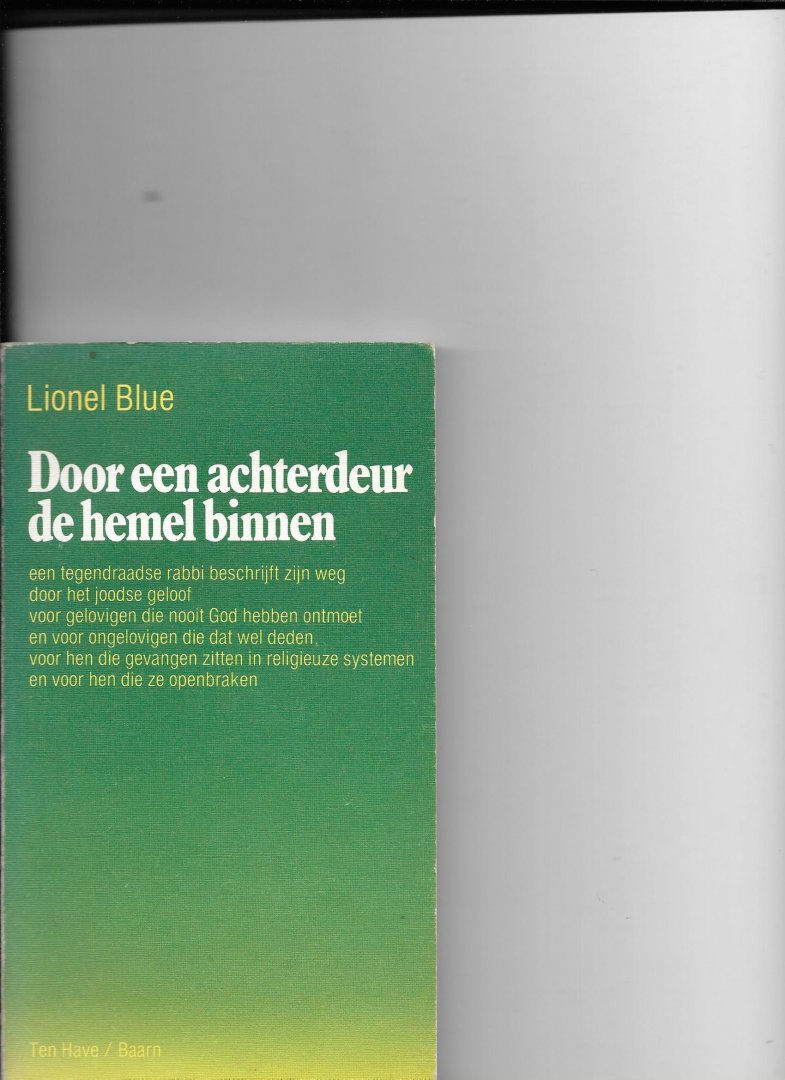 Lionel Blue
Door een achterdeur
de hemel binnen
een tegendraadse rabbi beschrijft zijn weg
door het joodse geloof
voor gelovigen die nooit God hebben ontmoet
en voor ongelovigen die dat wel deden,
voor hen die gevangen zitten in religieuze systemen
en voor hen die ze openbraken
Ten Have / Baarn